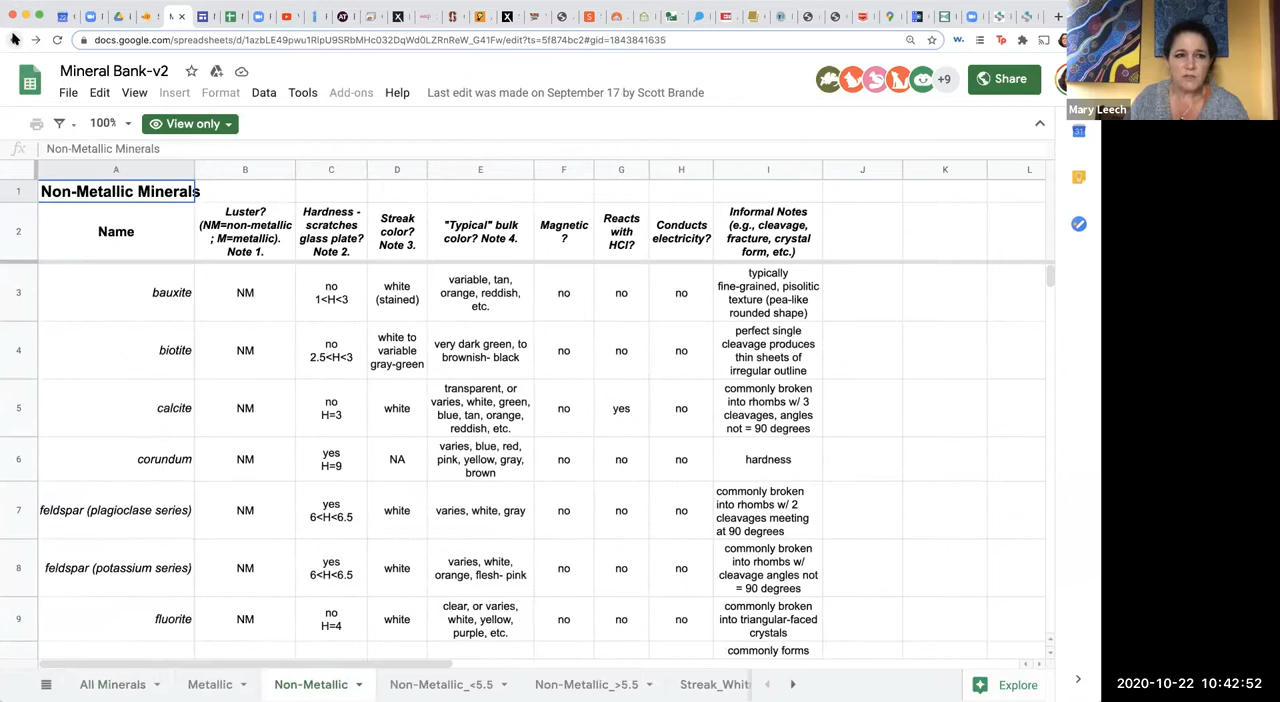 docs.google.com/spreadsheets/d/1azbLE49pwu1RlpU9SRbMHc032DqWd0LZRnReW_G41Fw/edit?ts=5f874bc2#gid=1843841635
Mineral Bank-v2
File Edit View Insert Format Data Tools Add-ons Help
Last edit was made on September 17 by Scott Brande
+9
Share
Mary Leech
100%
View only
31
fx Non-Metallic Minerals
A B C D E F G H I J K L
1 Non-Metallic Minerals
2
Name
Luster?
(NM=non-metallic
; M=metallic).
Note 1.
Hardness -
scratches
glass plate?
Note 2.
Streak
color?
Note 3.
"Typical" bulk
color? Note 4.
Magnetic
?
Reacts
with
HCl?
Conducts
electricity?
Informal Notes
(e.g., cleavage,
fracture, crystal
form, etc.)
3
bauxite
NM
no
1<H<3
white
(stained)
variable, tan,
orange, reddish,
etc.
no
no
no
typically
fine-grained, pisolitic
texture (pea-like
rounded shape)
4
biotite
NM
no
2.5<H<3
white to
variable
gray-green
very dark green, to
brownish- black
no
no
no
perfect single
cleavage produces
thin sheets of
irregular outline
5
calcite
NM
no
H=3
white
transparent, or
varies, white, green,
blue, tan, orange,
reddish, etc.
no
yes
no
commonly broken
into rhombs w/ 3
cleavages, angles
not = 90 degrees
6
corundum
NM
yes
H=9
NA
varies, blue, red,
pink, yellow, gray,
brown
no
no
no
hardness
feldspar (plagioclase series)
NM
yes
6<H<6.5
white
varies, white, gray
no
no
no
commonly broken
into rhombs w/ 2
cleavages meeting
at 90 degrees
8
feldspar (potassium series)
NM
yes
6<H<6.5
white
varies, white,
orange, flesh- pink
no
no
no
commonly broken
into rhombs w/
cleavage angles not
= 90 degrees
9
fluorite
NM
no
H=4
white
clear, or varies,
white, yellow,
purple, etc.
no
no
no
commonly broken
into triangular-faced
crystals
commonly forms
All Minerals
Metallic
Non-Metallic
Non-Metallic_<5.5
Non-Metallic_>5.5
Explore
2020-10-22 10:42:52